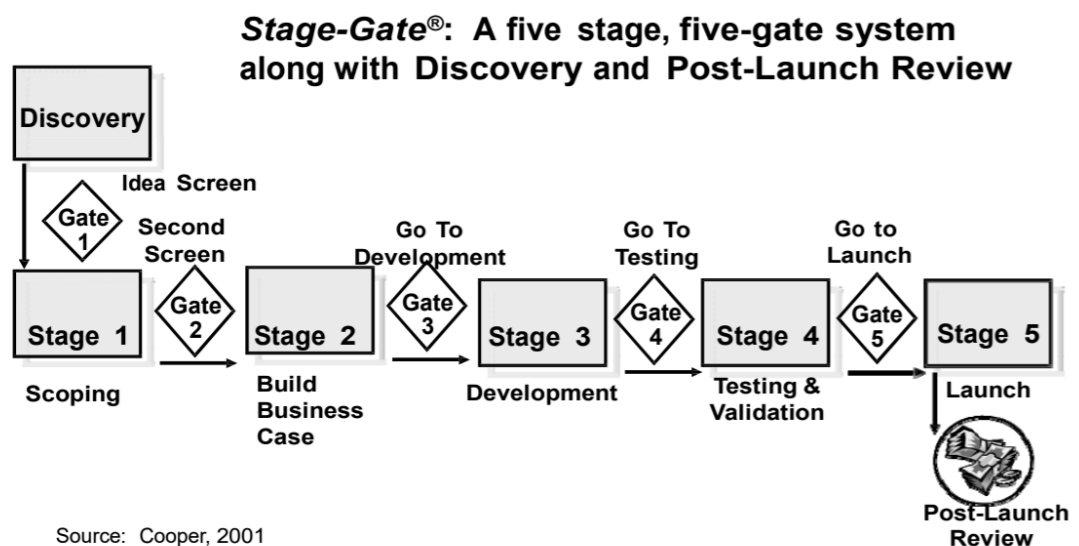 Stage-Gate®: A five stage, five-gate system
along with Discovery and Post-Launch Review
Discovery
Idea Screen
Gate
1
Second
Screen
Go To
Development
Go To
Testing
Go to
Launch
Stage 1
Gate
2
Stage 2
Gate
3
Stage 3
Gate
4
Stage 4
Gate
5
Stage 5
Scoping
Build
Business
Case
Development
Testing &
Validation
Launch
Post-Launch
Review
Source: Cooper, 2001